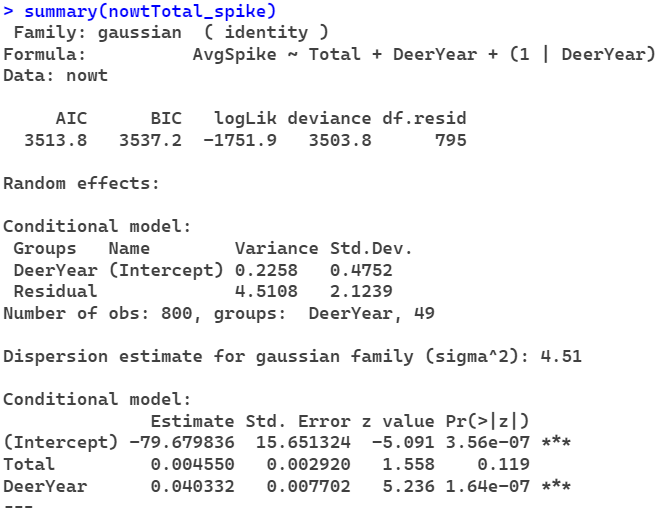 > summary(nowtTotal_spike)
 Family: gaussian  ( identity )
Formula:          AvgSpike ~ Total + DeerYear + (1 | DeerYear)
Data: nowt

     AIC      BIC   logLik deviance df.resid
  3513.8   3537.2  -1751.9   3503.8      795

Random effects:

Conditional model:
 Groups   Name        Variance Std.Dev.
 DeerYear (Intercept) 0.2258   0.4752
 Residual             4.5108   2.1239
Number of obs: 800, groups:  DeerYear, 49

Dispersion estimate for gaussian family (sigma^2): 4.51

Conditional model:
              Estimate Std. Error z value Pr(>|z|)
(Intercept) -79.679836  15.651324  -5.091 3.56e-07 ***
Total         0.004550   0.002920   1.558    0.119
DeerYear      0.040332   0.007702   5.236 1.64e-07 ***
---